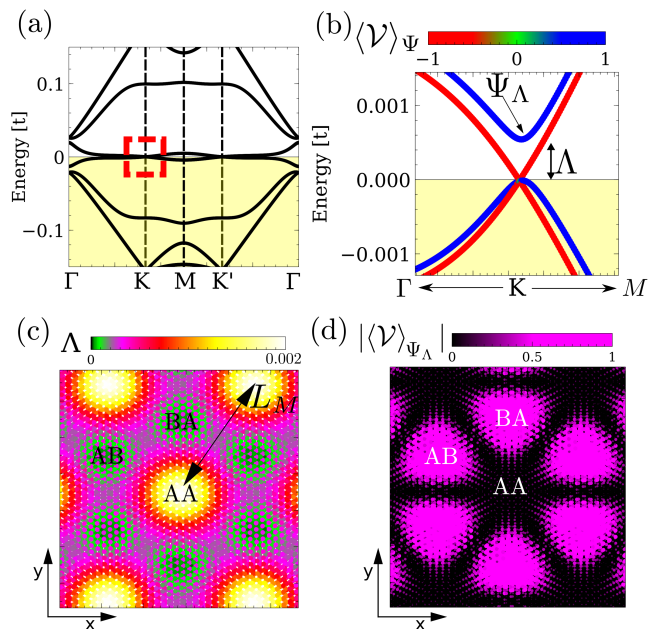 (a)
Energy [t]
0.1
0
−0.1
Γ K M K' Γ
(b) ⟨𝒱⟩Ψ
−1 0 1
Energy [t]
0.001
0.000
−0.001
ΨΛ
Λ
Γ K M
(c) Λ
0 0.002
L_M
BA
AB
AA
y
x
(d) |⟨𝒱⟩ΨΛ|
0 0.5 1
BA
AB
AA
y
x